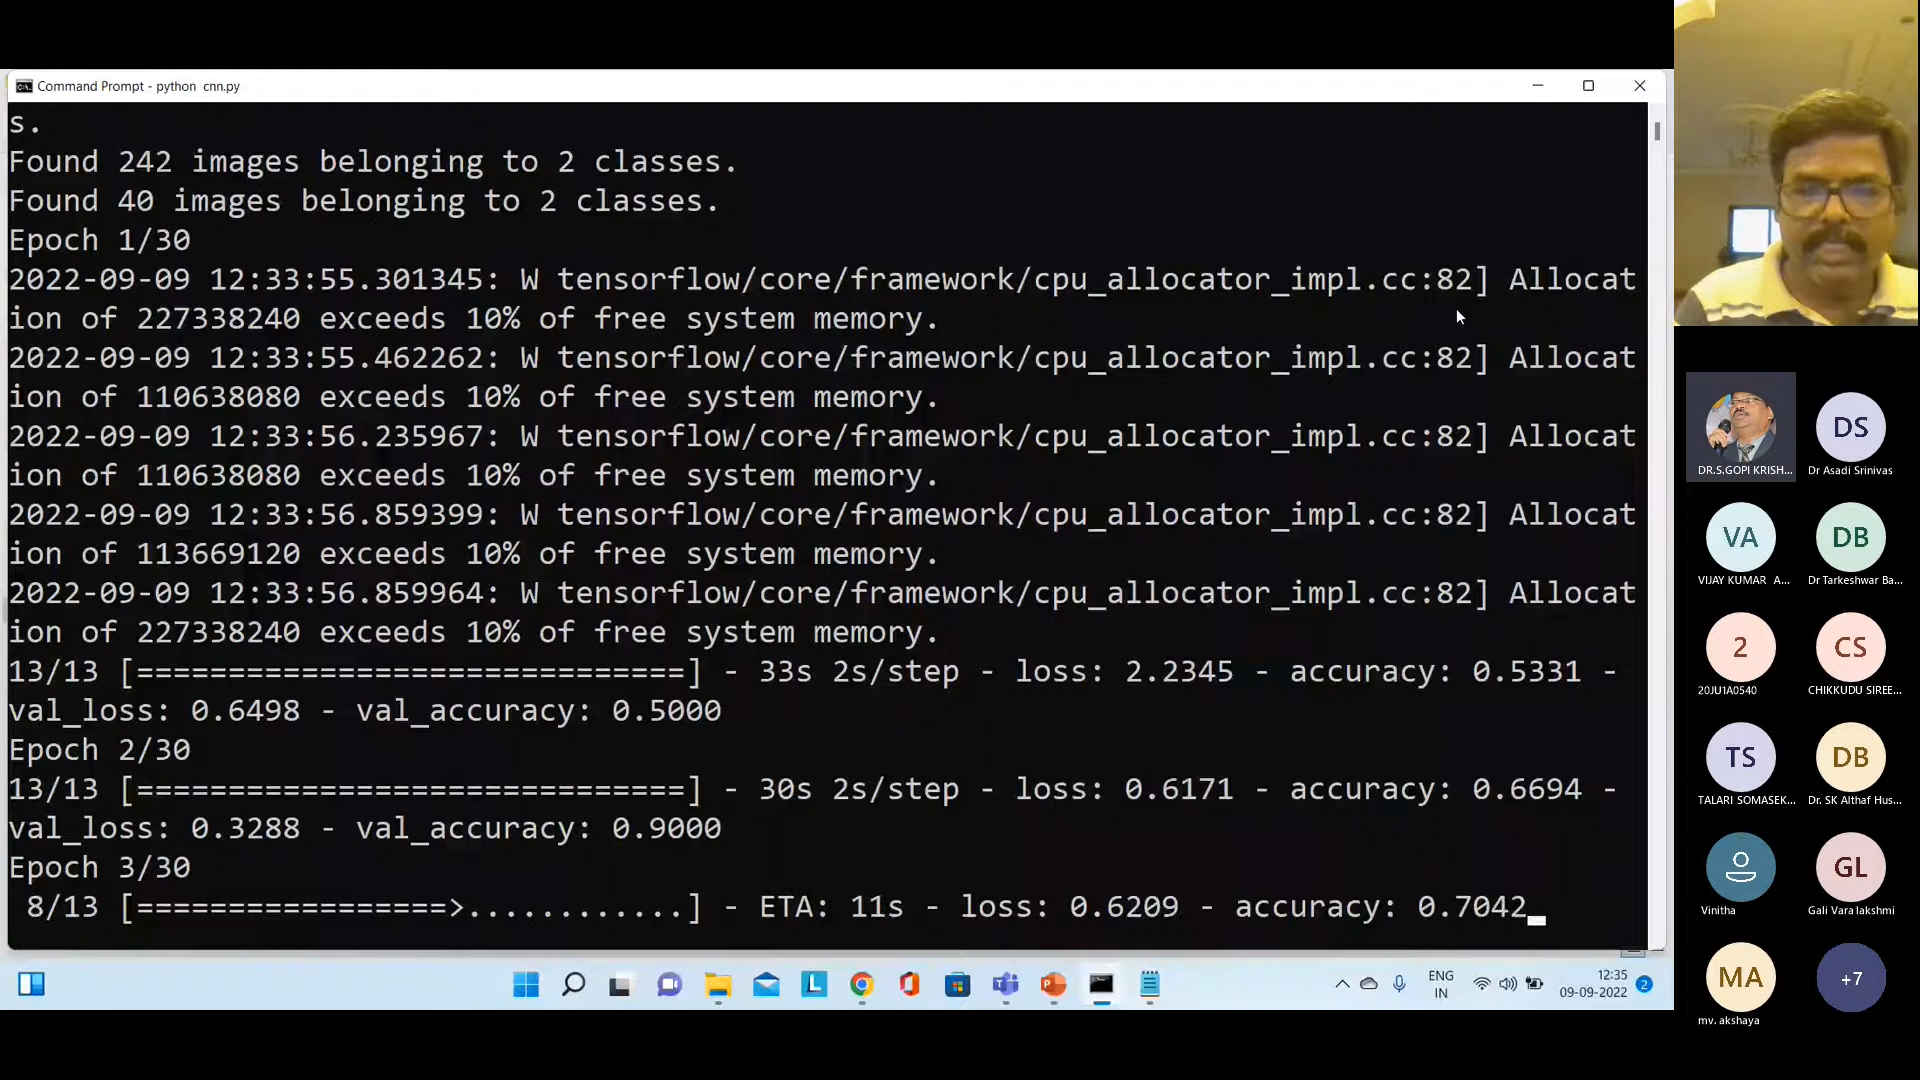 Command Prompt - python  cnn.py
s.
Found 242 images belonging to 2 classes.
Found 40 images belonging to 2 classes.
Epoch 1/30
2022-09-09 12:33:55.301345: W tensorflow/core/framework/cpu_allocator_impl.cc:82] Allocat
ion of 227338240 exceeds 10% of free system memory.
2022-09-09 12:33:55.462262: W tensorflow/core/framework/cpu_allocator_impl.cc:82] Allocat
ion of 110638080 exceeds 10% of free system memory.
2022-09-09 12:33:56.235967: W tensorflow/core/framework/cpu_allocator_impl.cc:82] Allocat
ion of 110638080 exceeds 10% of free system memory.
2022-09-09 12:33:56.859399: W tensorflow/core/framework/cpu_allocator_impl.cc:82] Allocat
ion of 113669120 exceeds 10% of free system memory.
2022-09-09 12:33:56.859964: W tensorflow/core/framework/cpu_allocator_impl.cc:82] Allocat
ion of 227338240 exceeds 10% of free system memory.
13/13 [==============================] - 33s 2s/step - loss: 2.2345 - accuracy: 0.5331 -
val_loss: 0.6498 - val_accuracy: 0.5000
Epoch 2/30
13/13 [==============================] - 30s 2s/step - loss: 0.6171 - accuracy: 0.6694 -
val_loss: 0.3288 - val_accuracy: 0.9000
Epoch 3/30
8/13 [=================>............] - ETA: 11s - loss: 0.6209 - accuracy: 0.7042
ENG
IN
12:35
09-09-2022
2
DR.S.GOPI KRISH...
DS
Dr Asadi Srinivas
VA
VIJAY KUMAR A...
DB
Dr Tarkeshwar Ba...
2
20JU1A0540
CS
CHIKKUDU SIREE...
TS
TALARI SOMASEK...
DB
Dr. SK Althaf Hus...
Vinitha
GL
Gali Vara lakshmi
MA
mv. akshaya
+7